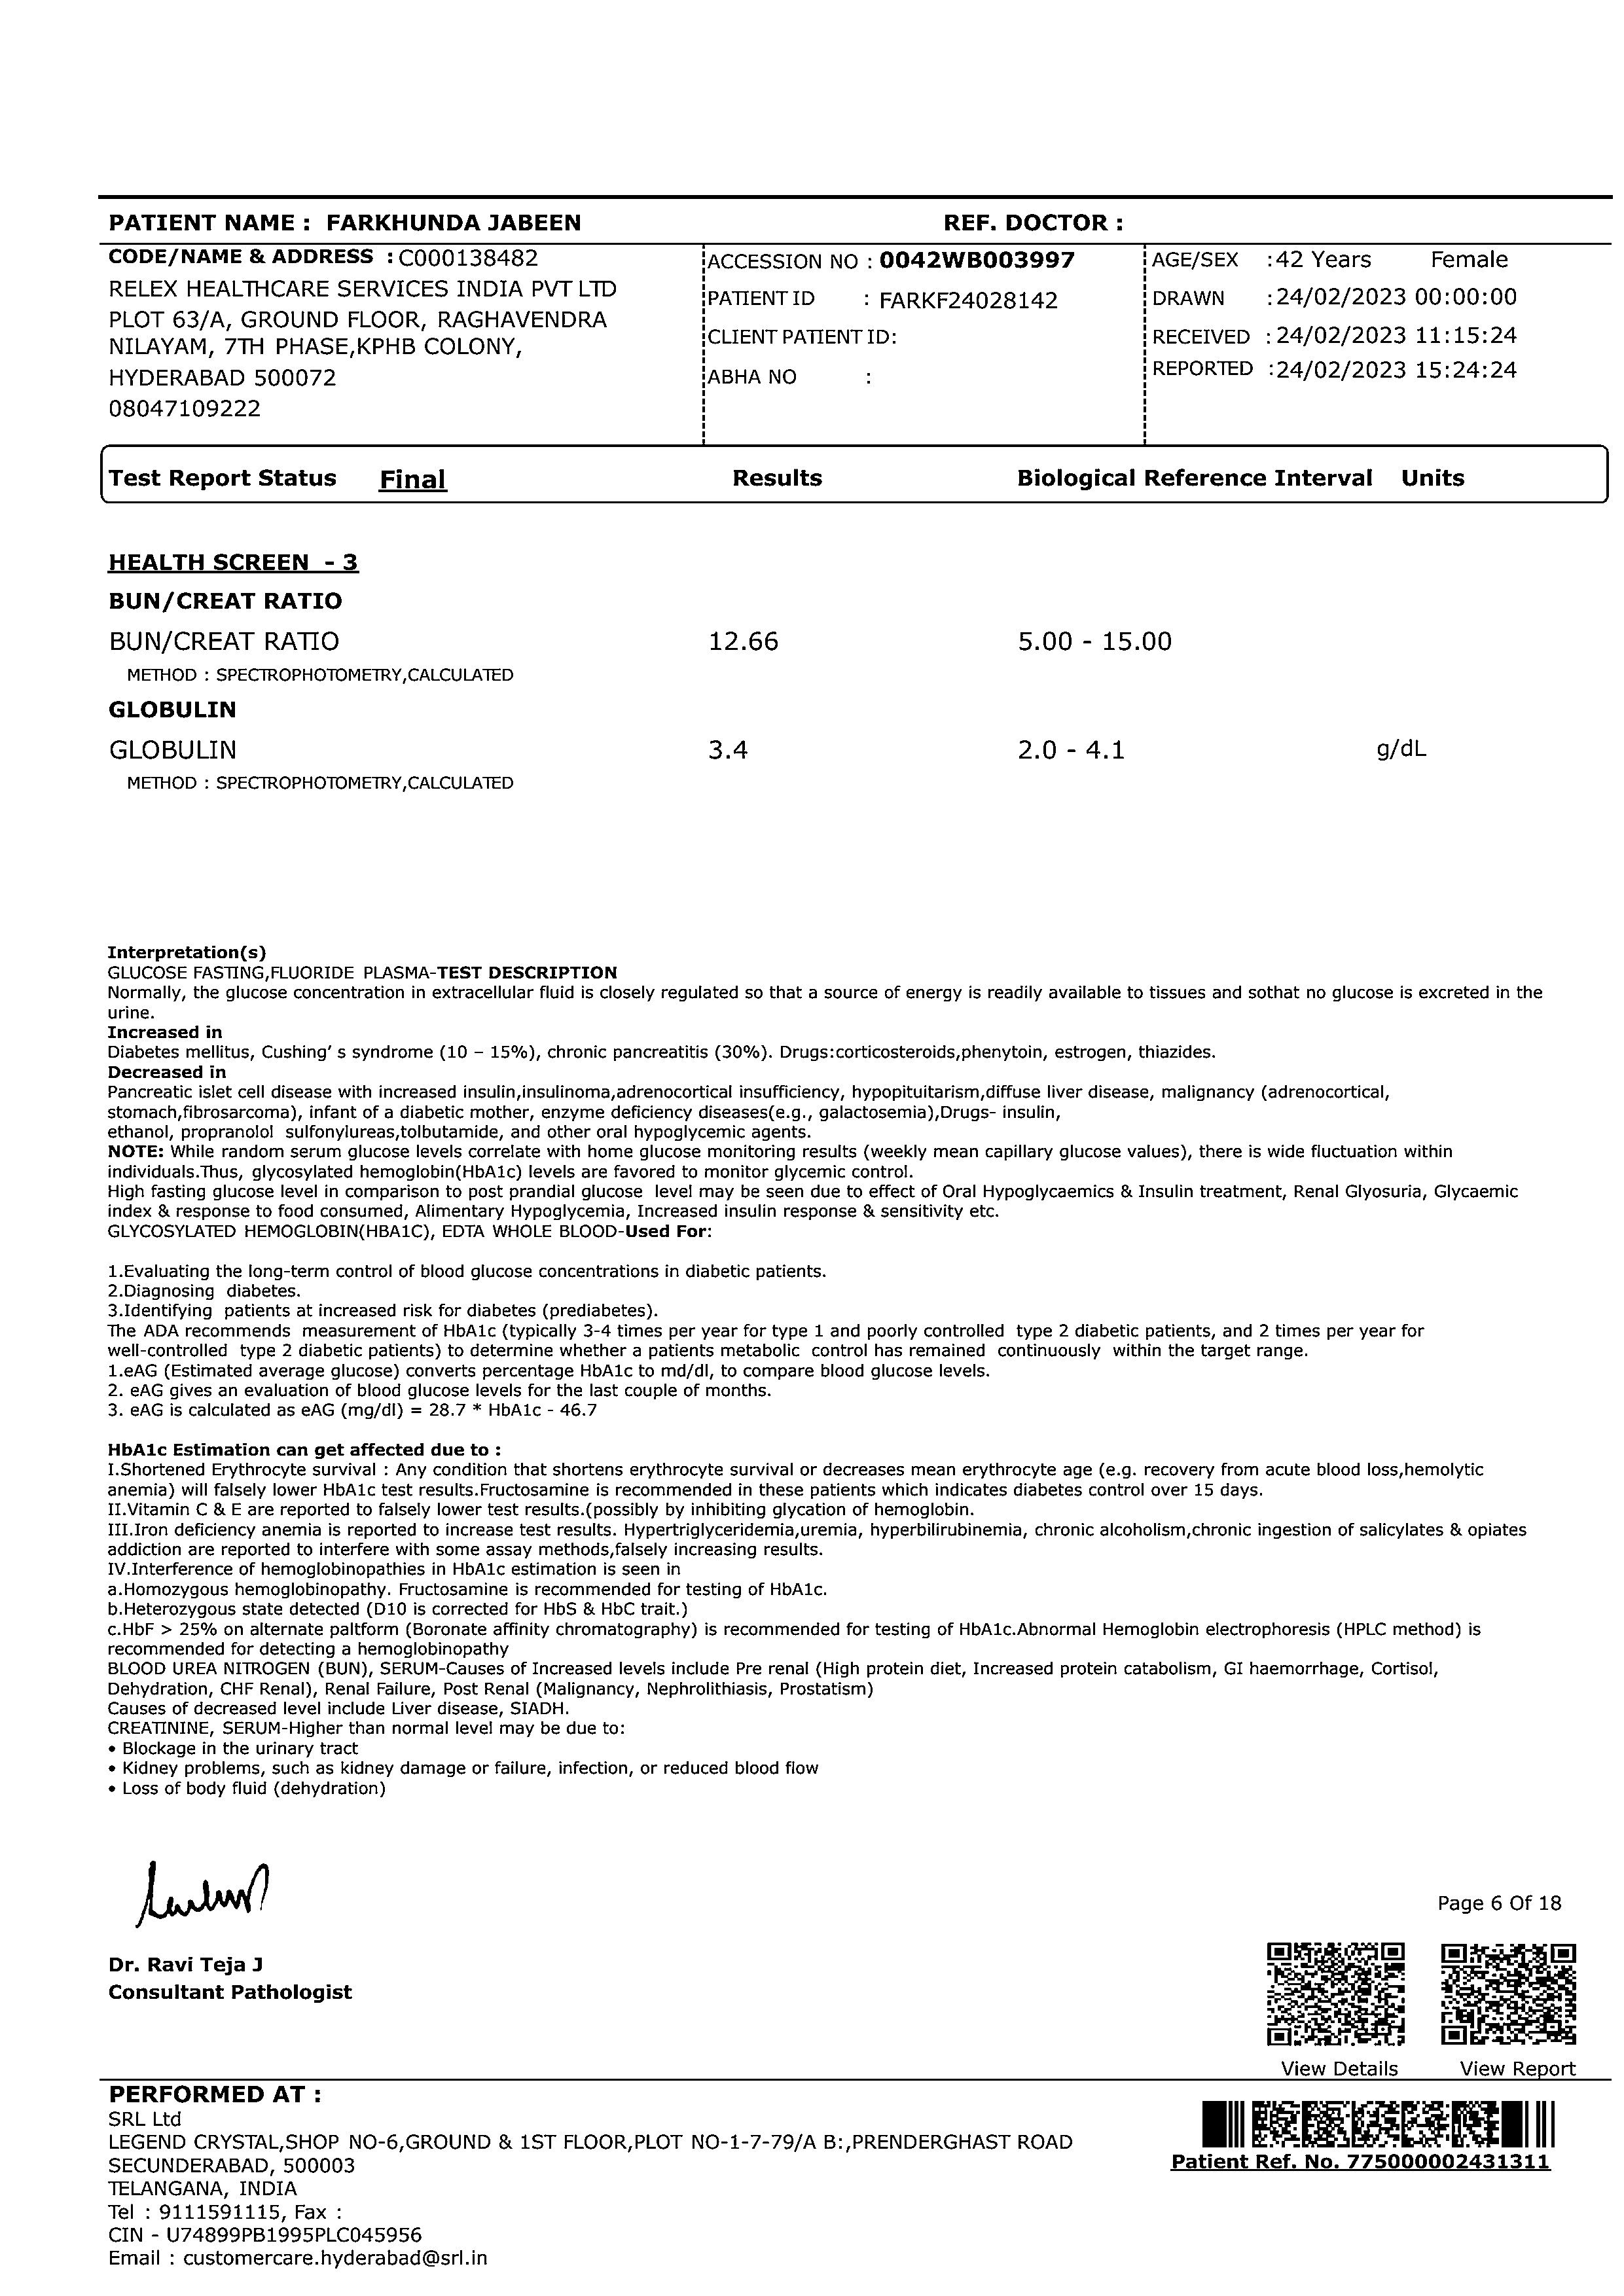 PATIENT NAME : FARKHUNDA JABEEN REF. DOCTOR :
CODE/NAME & ADDRESS : C000138482
RELEX HEALTHCARE SERVICES INDIA PVT LTD
PLOT 63/A, GROUND FLOOR, RAGHAVENDRA
NILAYAM, 7TH PHASE,KPHB COLONY,
HYDERABAD 500072
08047109222
ACCESSION NO : 0042WB003997
PATIENT ID : FARKF24028142
CLIENT PATIENT ID:
ABHA NO :
AGE/SEX :42 Years Female
DRAWN :24/02/2023 00:00:00
RECEIVED :24/02/2023 11:15:24
REPORTED :24/02/2023 15:24:24
Test Report Status Final Results Biological Reference Interval Units
HEALTH SCREEN - 3
BUN/CREAT RATIO
BUN/CREAT RATIO 12.66 5.00 - 15.00
METHOD : SPECTROPHOTOMETRY,CALCULATED
GLOBULIN
GLOBULIN 3.4 2.0 - 4.1 g/dL
METHOD : SPECTROPHOTOMETRY,CALCULATED
Interpretation(s)
GLUCOSE FASTING,FLUORIDE PLASMA-TEST DESCRIPTION
Normally, the glucose concentration in extracellular fluid is closely regulated so that a source of energy is readily available to tissues and sothat no glucose is excreted in the
urine.
Increased in
Diabetes mellitus, Cushing' s syndrome (10 – 15%), chronic pancreatitis (30%). Drugs:corticosteroids,phenytoin, estrogen, thiazides.
Decreased in
Pancreatic islet cell disease with increased insulin,insulinoma,adrenocortical insufficiency, hypopituitarism,diffuse liver disease, malignancy (adrenocortical,
stomach,fibrosarcoma), infant of a diabetic mother, enzyme deficiency diseases(e.g., galactosemia),Drugs- insulin,
ethanol, propranolol sulfonylureas,tolbutamide, and other oral hypoglycemic agents.
NOTE: While random serum glucose levels correlate with home glucose monitoring results (weekly mean capillary glucose values), there is wide fluctuation within
individuals.Thus, glycosylated hemoglobin(HbA1c) levels are favored to monitor glycemic control.
High fasting glucose level in comparison to post prandial glucose level may be seen due to effect of Oral Hypoglycaemics & Insulin treatment, Renal Glyosuria, Glycaemic
index & response to food consumed, Alimentary Hypoglycemia, Increased insulin response & sensitivity etc.
GLYCOSYLATED HEMOGLOBIN(HBA1C), EDTA WHOLE BLOOD-Used For:
1.Evaluating the long-term control of blood glucose concentrations in diabetic patients.
2.Diagnosing diabetes.
3.Identifying patients at increased risk for diabetes (prediabetes).
The ADA recommends measurement of HbA1c (typically 3-4 times per year for type 1 and poorly controlled type 2 diabetic patients, and 2 times per year for
well-controlled type 2 diabetic patients) to determine whether a patients metabolic control has remained continuously within the target range.
1.eAG (Estimated average glucose) converts percentage HbA1c to md/dl, to compare blood glucose levels.
2. eAG gives an evaluation of blood glucose levels for the last couple of months.
3. eAG is calculated as eAG (mg/dl) = 28.7 * HbA1c - 46.7
HbA1c Estimation can get affected due to :
I.Shortened Erythrocyte survival : Any condition that shortens erythrocyte survival or decreases mean erythrocyte age (e.g. recovery from acute blood loss,hemolytic
anemia) will falsely lower HbA1c test results.Fructosamine is recommended in these patients which indicates diabetes control over 15 days.
II.Vitamin C & E are reported to falsely lower test results.(possibly by inhibiting glycation of hemoglobin.
III.Iron deficiency anemia is reported to increase test results. Hypertriglyceridemia,uremia, hyperbilirubinemia, chronic alcoholism,chronic ingestion of salicylates & opiates
addiction are reported to interfere with some assay methods,falsely increasing results.
IV.Interference of hemoglobinopathies in HbA1c estimation is seen in
a.Homozygous hemoglobinopathy. Fructosamine is recommended for testing of HbA1c.
b.Heterozygous state detected (D10 is corrected for HbS & HbC trait.)
c.HbF > 25% on alternate paltform (Boronate affinity chromatography) is recommended for testing of HbA1c.Abnormal Hemoglobin electrophoresis (HPLC method) is
recommended for detecting a hemoglobinopathy
BLOOD UREA NITROGEN (BUN), SERUM-Causes of Increased levels include Pre renal (High protein diet, Increased protein catabolism, GI haemorrhage, Cortisol,
Dehydration, CHF Renal), Renal Failure, Post Renal (Malignancy, Nephrolithiasis, Prostatism)
Causes of decreased level include Liver disease, SIADH.
CREATININE, SERUM-Higher than normal level may be due to:
• Blockage in the urinary tract
• Kidney problems, such as kidney damage or failure, infection, or reduced blood flow
• Loss of body fluid (dehydration)
Page 6 Of 18
Dr. Ravi Teja J
Consultant Pathologist
View Details View Report
PERFORMED AT :
SRL Ltd
LEGEND CRYSTAL,SHOP NO-6,GROUND & 1ST FLOOR,PLOT NO-1-7-79/A B:,PRENDERGHAST ROAD
SECUNDERABAD, 500003
TELANGANA, INDIA
Tel : 9111591115, Fax :
CIN - U74899PB1995PLC045956
Email : customercare.hyderabad@srl.in
Patient Ref. No. 775000002431311